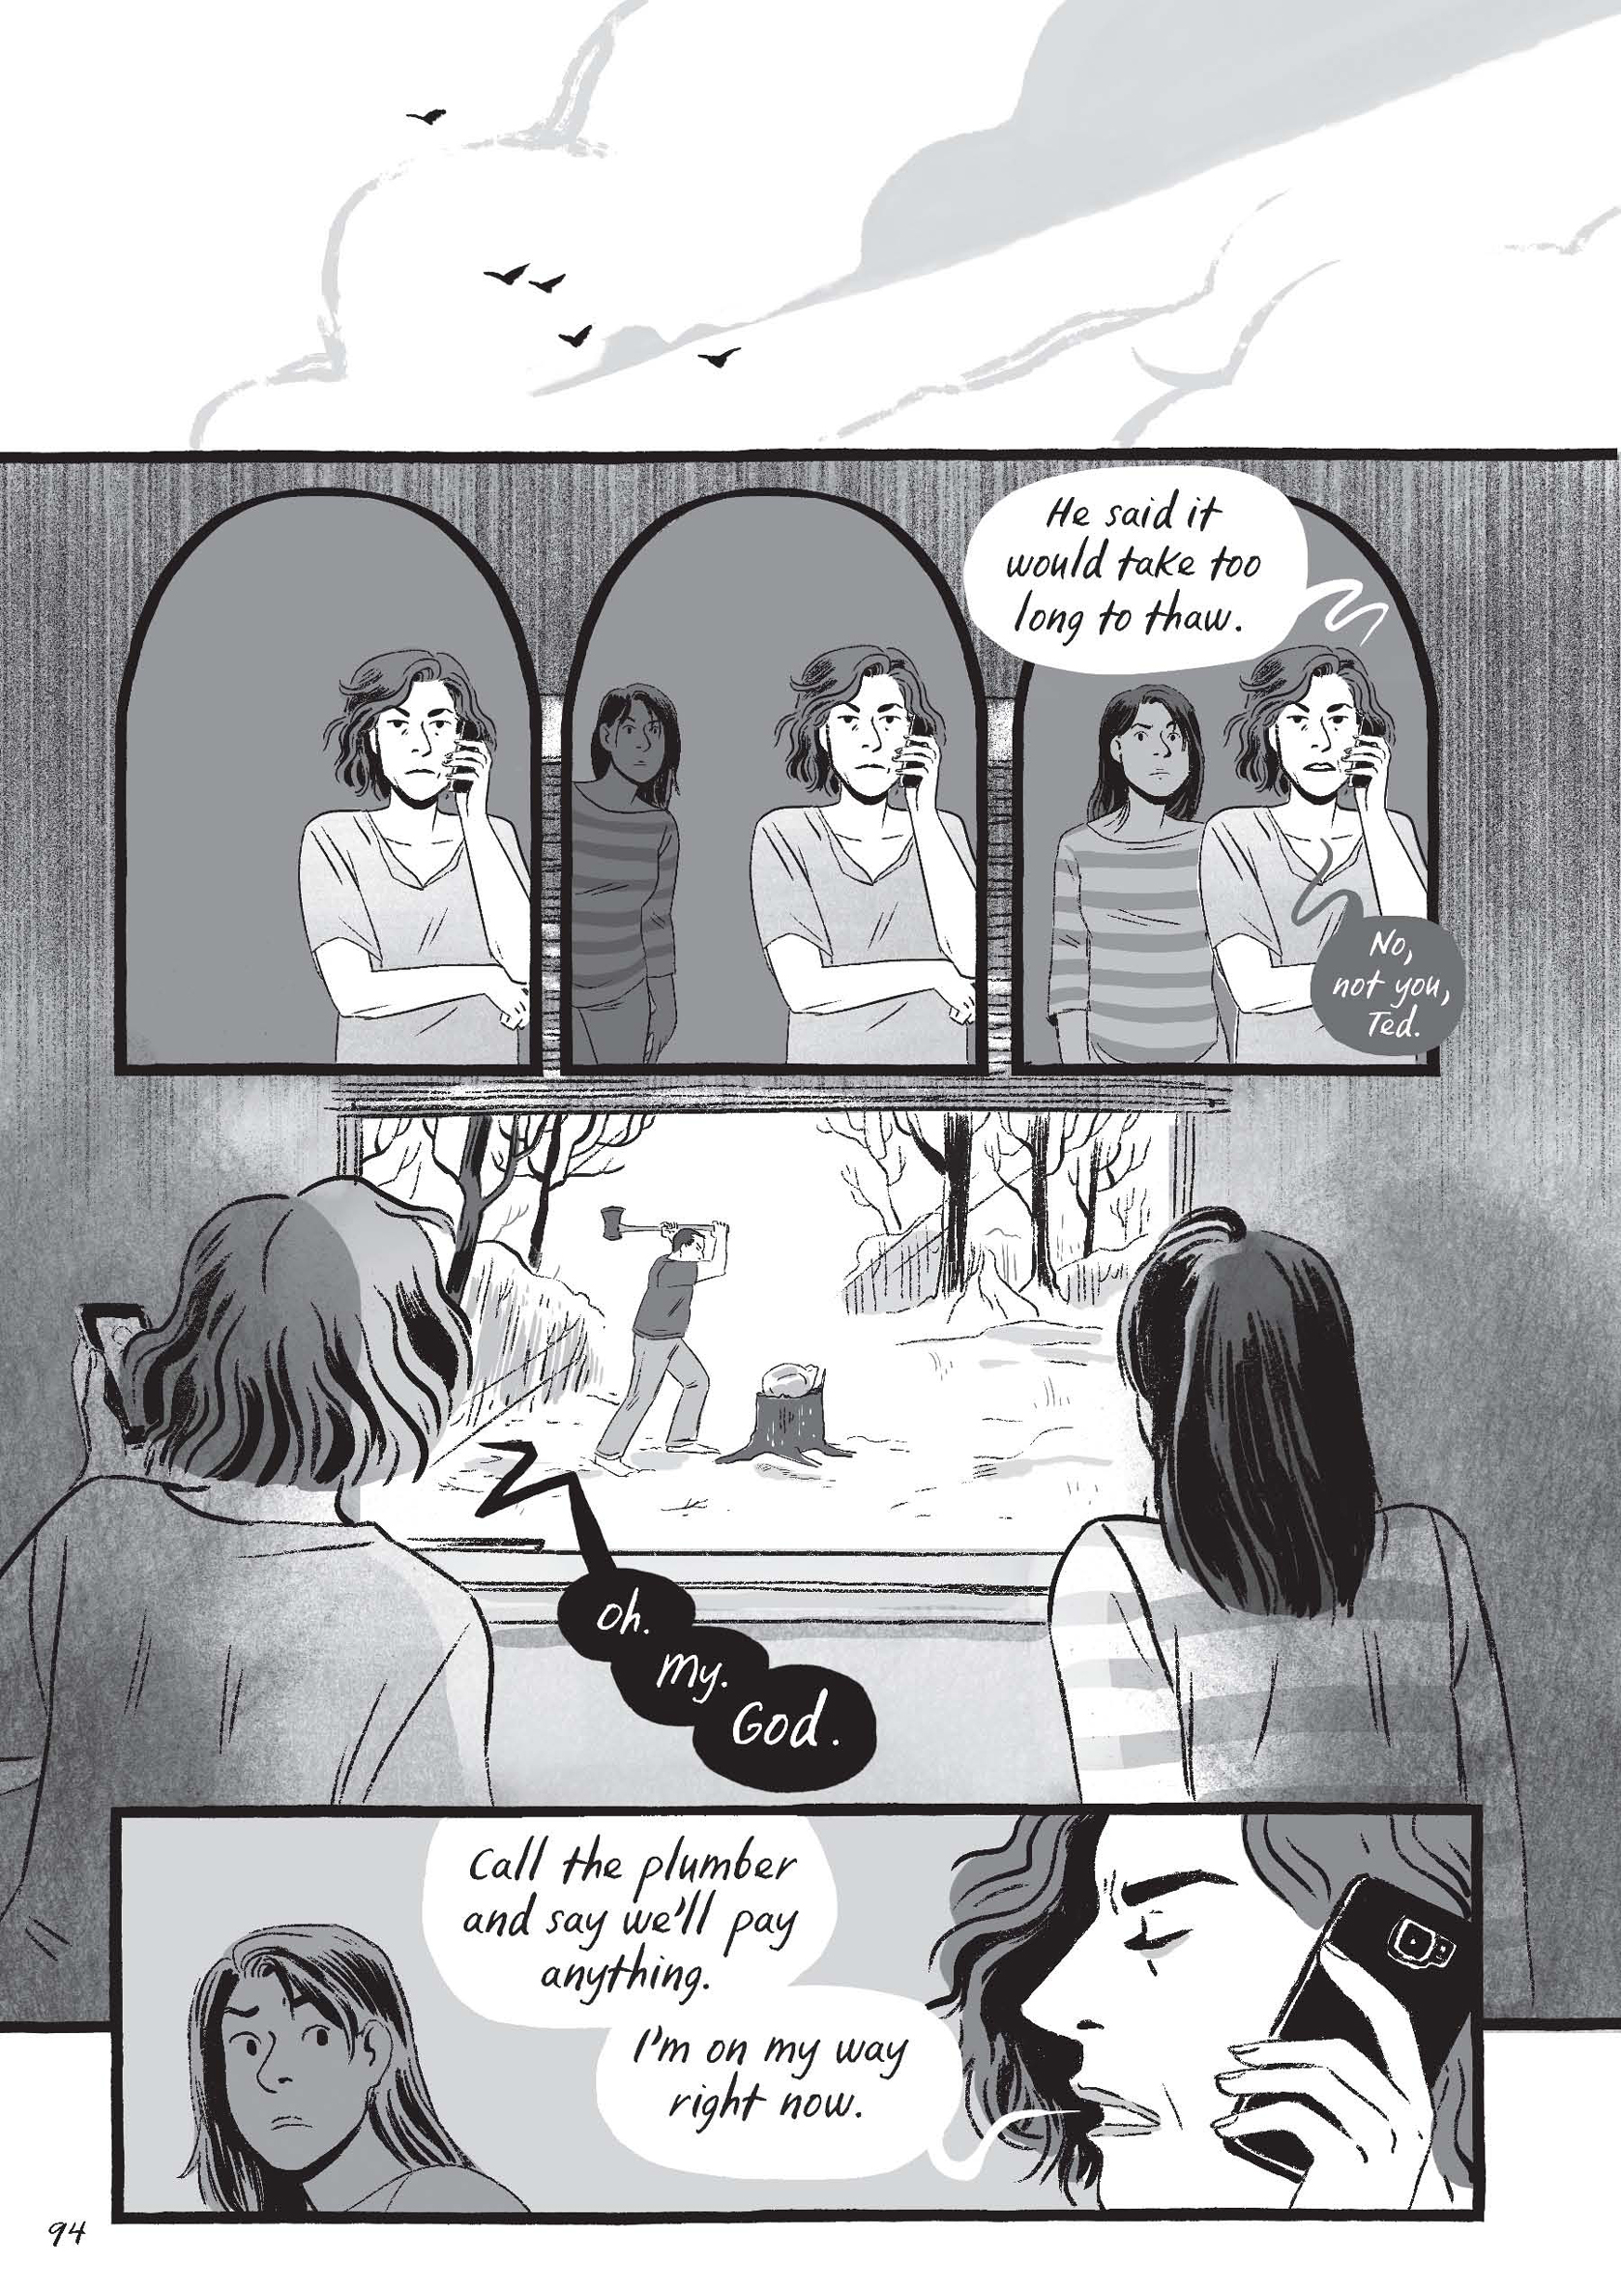 He said it
would take too
long to thaw.
No,
not you,
Ted.
oh.
my.
God.
Call the plumber
and say we'll pay
anything.
I'm on my way
right now.
94